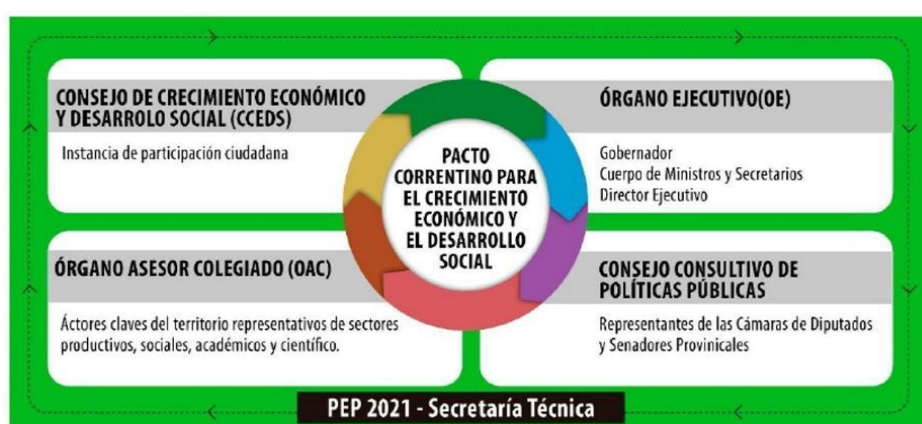 CONSEJO DE CRECIMIENTO ECONÓMICO
Y DESARROLO SOCIAL (CCEDS)
Instancia de participación ciudadana
ÓRGANO EJECUTIVO(OE)
Gobernador
Cuerpo de Ministros y Secretarios
Director Ejecutivo
PACTO
CORRENTINO PARA
EL CRECIMIENTO
ECONÓMICO Y
EL DESARROLLO
SOCIAL
ÓRGANO ASESOR COLEGIADO (OAC)
Áctores claves del territorio representativos de sectores
productivos, sociales, académicos y científico.
CONSEJO CONSULTIVO DE
POLÍTICAS PÚBLICAS
Representantes de las Cámaras de Diputados
y Senadores Provinicales
PEP 2021 - Secretaría Técnica